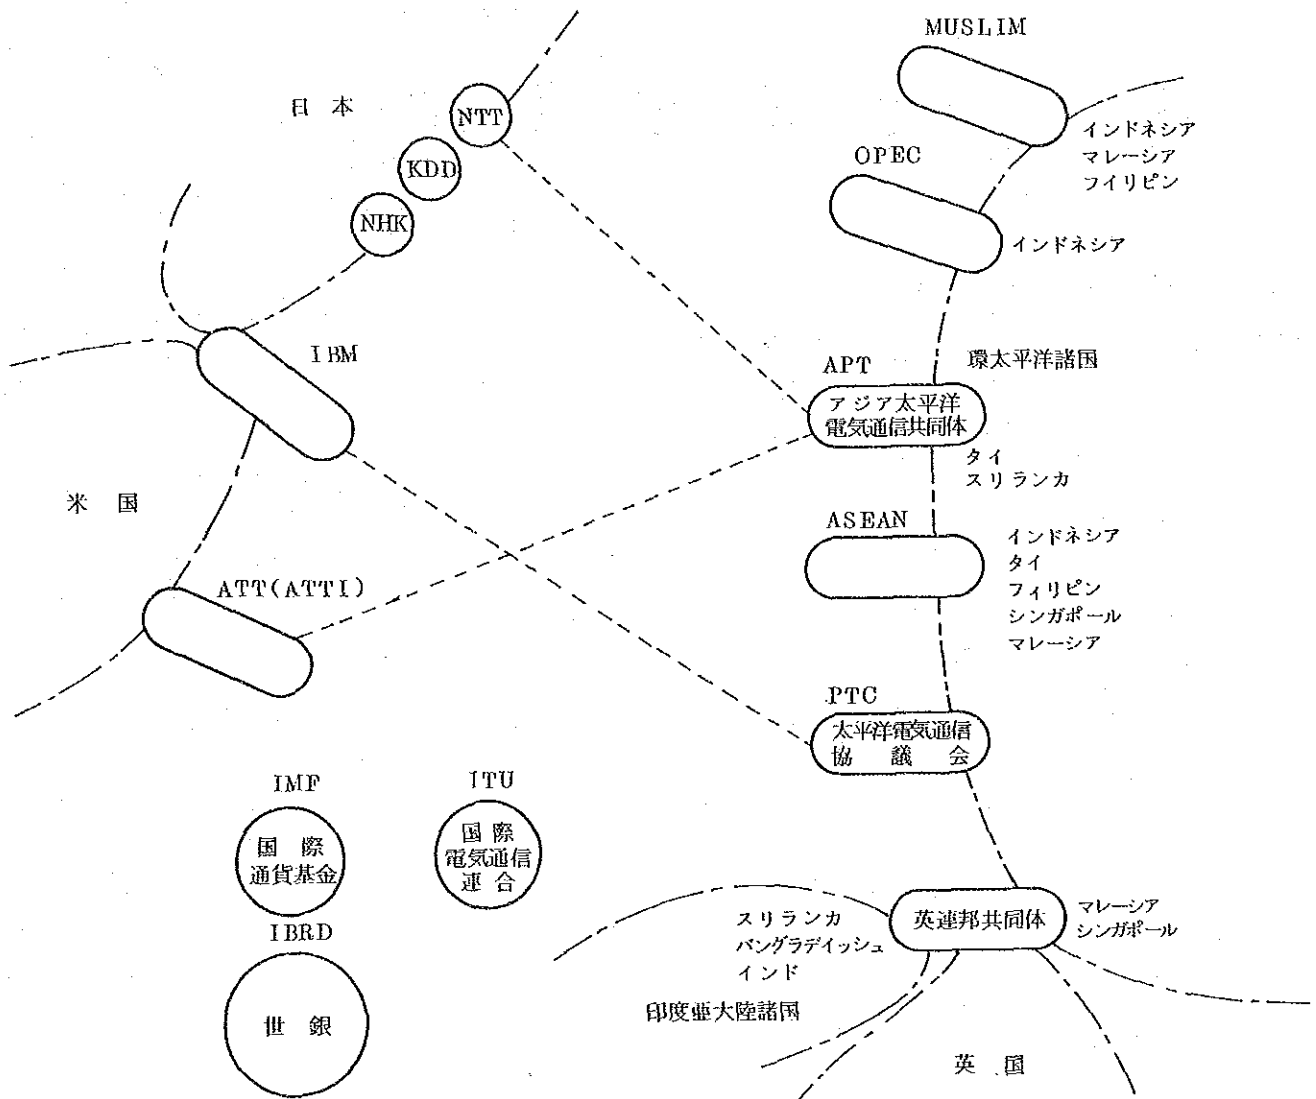 MUSLIM
日本
NTT
インドネシア
マレーシア
フイリピン
KDD
OPEC
NHK
インドネシア
IBM
APT
環太平洋諸国
アジア太平洋
電気通信共同体
タイ
スリランカ
米国
ASEAN
インドネシア
タイ
フィリピン
シンガポール
マレーシア
ATT(ATTI)
PTC
太平洋電気通信
協議会
IMF
国際
通貨基金
ITU
国際
電気通信
連合
IBRD
世銀
英連邦共同体
マレーシア
シンガポール
スリランカ
バングラディッシュ
インド
印度亜大陸諸国
英国